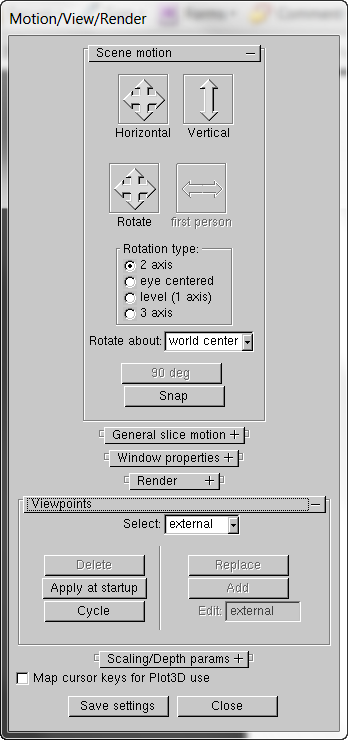 Forms
Comment
Motion/View/Render
Scene motion
Horizontal Vertical
Rotate first person
Rotation type:
2 axis
eye centered
level (1 axis)
3 axis
Rotate about: world center
90 deg
Snap
General slice motion +
Window properties +
Render +
Viewpoints
Select: external
Delete Replace
Apply at startup Add
Cycle Edit: external
Scaling/Depth params +
Map cursor keys for Plot3D use
Save settings Close